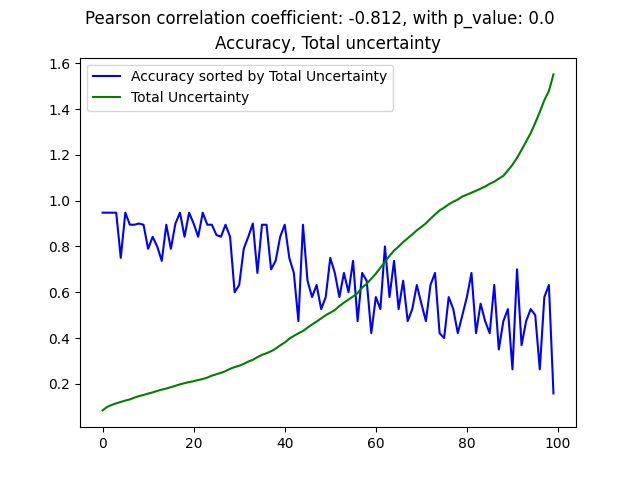 Pearson correlation coefficient: -0.812, with p_value: 0.0
Accuracy, Total uncertainty
Accuracy sorted by Total Uncertainty
Total Uncertainty
1.6
1.4
1.2
1.0
0.8
0.6
0.4
0.2
0 20 40 60 80 100